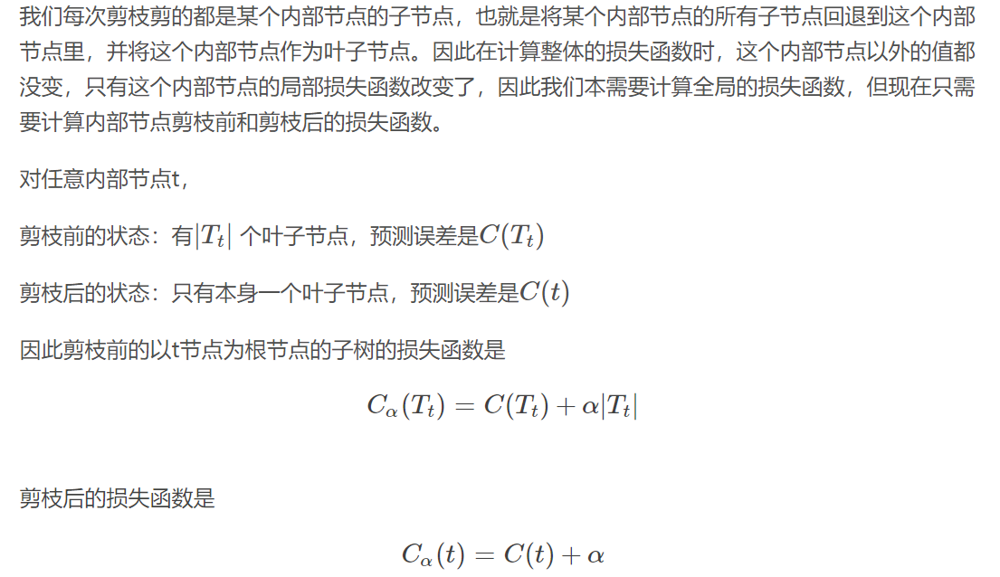 我们每次剪枝剪的都是某个内部节点的子节点，也就是将某个内部节点的所有子节点回退到这个内部
节点里，并将这个内部节点作为叶子节点。因此在计算整体的损失函数时，这个内部节点以外的值都
没变，只有这个内部节点的局部损失函数改变了，因此我们本需要计算全局的损失函数，但现在只需
要计算内部节点剪枝前和剪枝后的损失函数。
对任意内部节点t，
剪枝前的状态：有|T_t| 个叶子节点，预测误差是C(T_t)
剪枝后的状态：只有本身一个叶子节点，预测误差是C(t)
因此剪枝前的以t节点为根节点的子树的损失函数是
C_α(T_t) = C(T_t) + α|T_t|
剪枝后的损失函数是
C_α(t) = C(t) + α